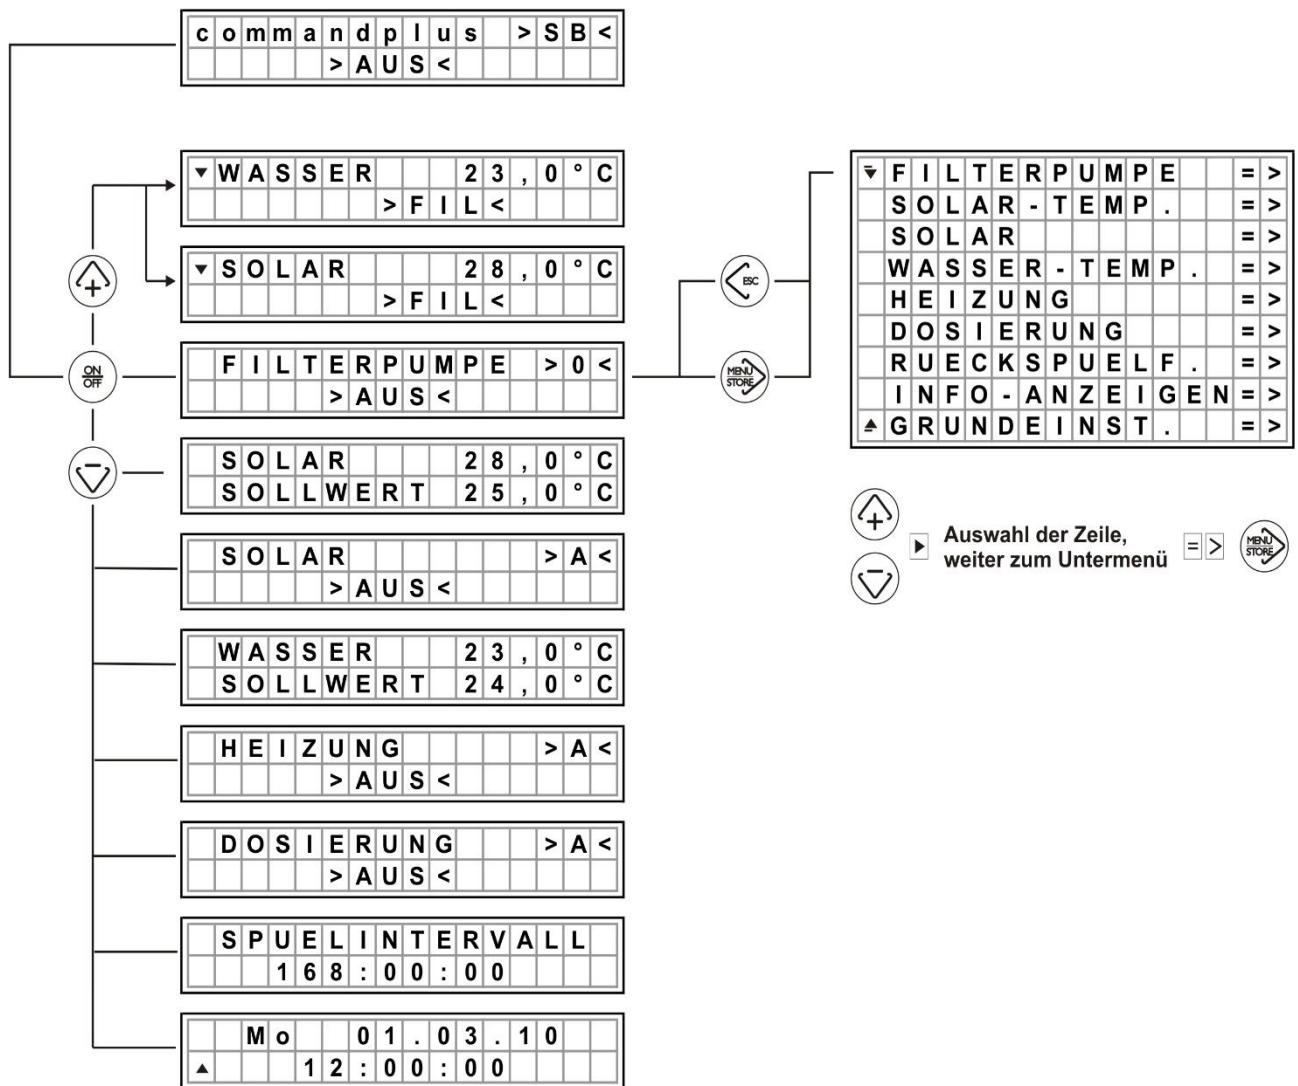 commandplus >SB<
>AUS<
▼WASSER 23,0°C
>FIL<
▼SOLAR 28,0°C
>FIL<
ON
OFF
FILTERPUMPE >0<
>AUS<
SOLAR 28,0°C
SOLLWERT 25,0°C
SOLAR >A<
>AUS<
WASSER 23,0°C
SOLLWERT 24,0°C
HEIZUNG >A<
>AUS<
DOSIERUNG >A<
>AUS<
SPUELINTERVALL
168:00:00
Mo 01.03.10
▲ 12:00:00
ESC
MENU
STORE
FILTERPUMPE =>
SOLAR-TEMP. =>
SOLAR =>
WASSER-TEMP. =>
HEIZUNG =>
DOSIERUNG =>
RUECKSPUELF. =>
INFO-ANZEIGEN=>
GRUNDEINST. =>
+
−
▶ Auswahl der Zeile,
weiter zum Untermenü
=>
MENU
STORE